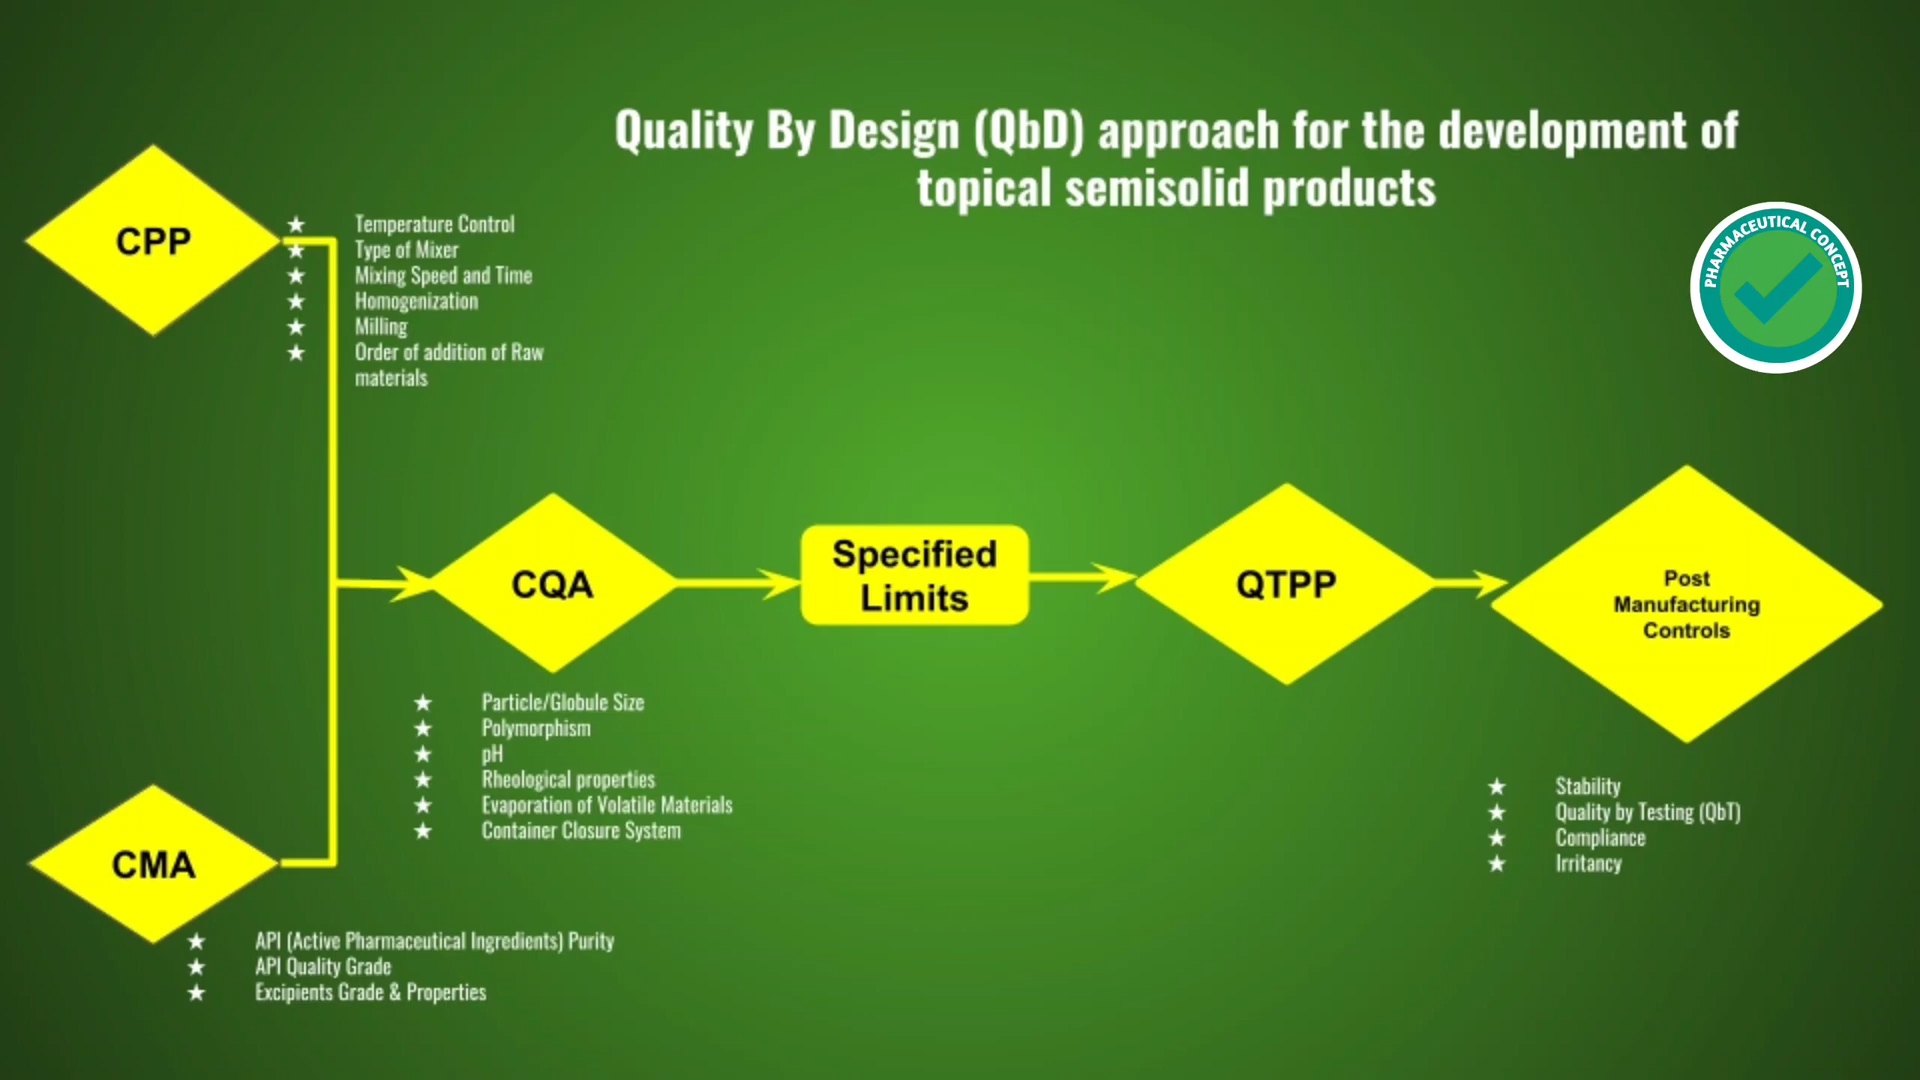 Quality By Design (QbD) approach for the development of
topical semisolid products
PHARMACEUTICAL CONCEPT
CPP
★ Temperature Control
★ Type of Mixer
★ Mixing Speed and Time
★ Homogenization
★ Milling
★ Order of addition of Raw
materials
CQA
★ Particle/Globule Size
★ Polymorphism
★ pH
★ Rheological properties
★ Evaporation of Volatile Materials
★ Container Closure System
Specified
Limits
QTPP
Post
Manufacturing
Controls
★ Stability
★ Quality by Testing (QbT)
★ Compliance
★ Irritancy
CMA
★ API (Active Pharmaceutical Ingredients) Purity
★ API Quality Grade
★ Excipients Grade & Properties